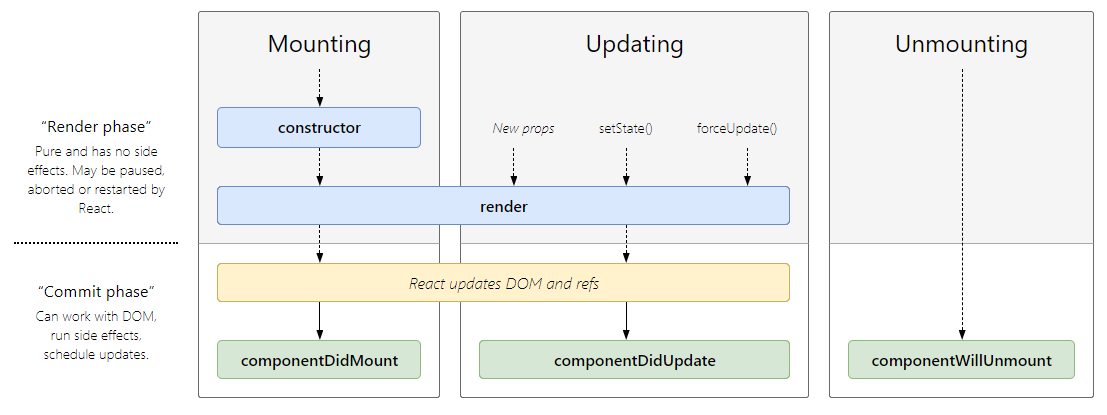 Mounting
Updating
Unmounting
“Render phase”
Pure and has no side
effects. May be paused,
aborted or restarted by
React.
constructor
New props
setState()
forceUpdate()
render
“Commit phase”
Can work with DOM,
run side effects,
schedule updates.
React updates DOM and refs
componentDidMount
componentDidUpdate
componentWillUnmount